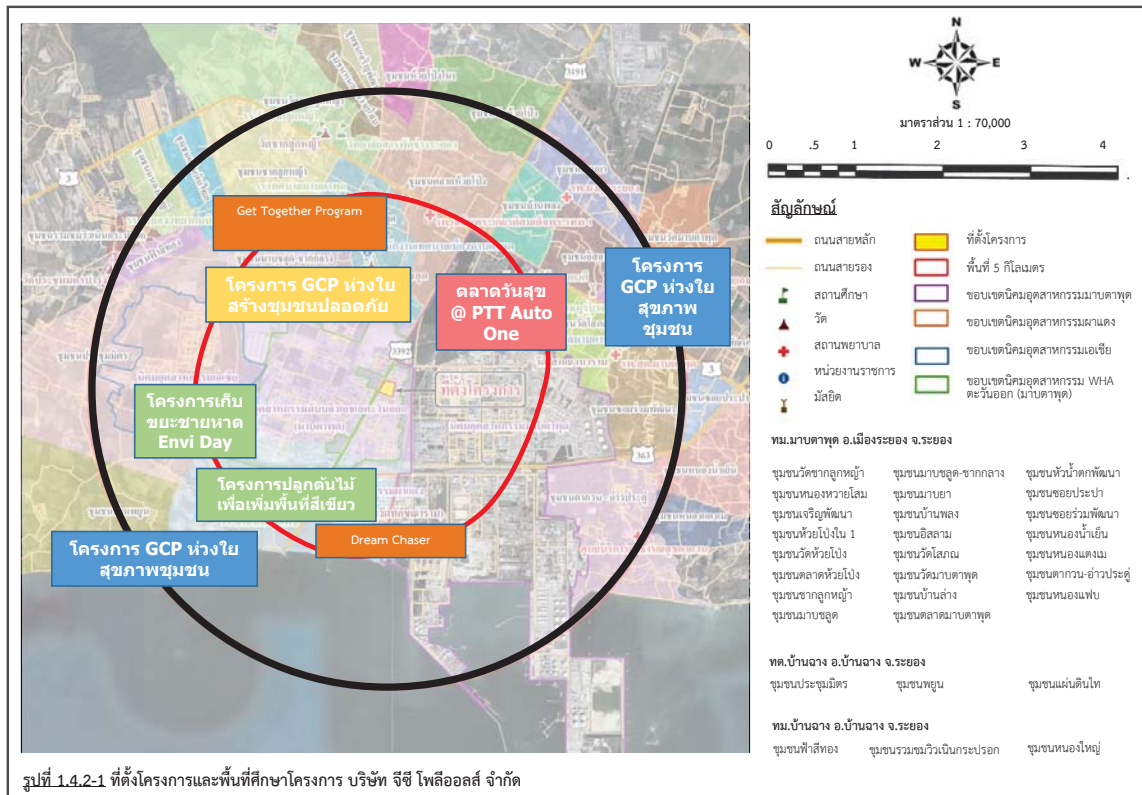 N
W E
S
มาตราส่วน 1 : 70,000
0 .5 1 2 3 4
สัญลักษณ์
ถนนสายหลัก
ถนนสายรอง
สถานศึกษา
วัด
สถานพยาบาล
หน่วยงานราชการ
มัสยิด
ที่ตั้งโครงการ
พื้นที่ 5 กิโลเมตร
ขอบเขตนิคมอุตสาหกรรมมาบตาพุด
ขอบเขตนิคมอุตสาหกรรมผาแดง
ขอบเขตนิคมอุตสาหกรรมเอเชีย
ขอบเขตนิคมอุตสาหกรรม WHA
ตะวันออก (มาบตาพุด)
3191
3
Get Together Program
โครงการ GCP ห่วงใย
สร้างชุมชนปลอดภัย
ตลาดวันสุข
@ PTT Auto
One
โครงการ
GCP ห่วงใย
สุขภาพ
ชุมชน
3392
3
ที่ตั้งโครงการ
โครงการเก็บ
ขยะชายหาด
Envi Day
363
โครงการปลูกต้นไม้
เพื่อเพิ่มพื้นที่สีเขียว
Dream Chaser
โครงการ GCP ห่วงใย
สุขภาพชุมชน
ทม.มาบตาพุด อ.เมืองระยอง จ.ระยอง
ชุมชนวัดชากลูกหญ้า ชุมชนมาบชลูด-ชากกลาง ชุมชนหัวน้ำตกพัฒนา
ชุมชนหนองหวายโสม ชุมชนมาบยา ชุมชนซอยประปา
ชุมชนเจริญพัฒนา ชุมชนบ้านพลง ชุมชนซอยร่วมพัฒนา
ชุมชนห้วยโป่งใน 1 ชุมชนอิสลาม ชุมชนหนองน้ำเย็น
ชุมชนวัดห้วยโป่ง ชุมชนวัดโสภณ ชุมชนหนองแตงเม
ชุมชนตลาดห้วยโป่ง ชุมชนวัดมาบตาพุด ชุมชนตากวน-อ่าวประดู่
ชุมชนชากลูกหญ้า ชุมชนบ้านล่าง ชุมชนหนองแฟบ
ชุมชนมาบชลูด ชุมชนตลาดมาบตาพุด
ทต.บ้านฉาง อ.บ้านฉาง จ.ระยอง
ชุมชนประชุมมิตร ชุมชนพยูน ชุมชนแผ่นดินไท
ทม.บ้านฉาง อ.บ้านฉาง จ.ระยอง
ชุมชนฟ้าสีทอง ชุมชนรวมชมวิวเนินกระปรอก ชุมชนหนองใหญ่
รูปที่ 1.4.2-1 ที่ตั้งโครงการและพื้นที่ศึกษาโครงการ บริษัท จีซี โพลีออลส์ จำกัด